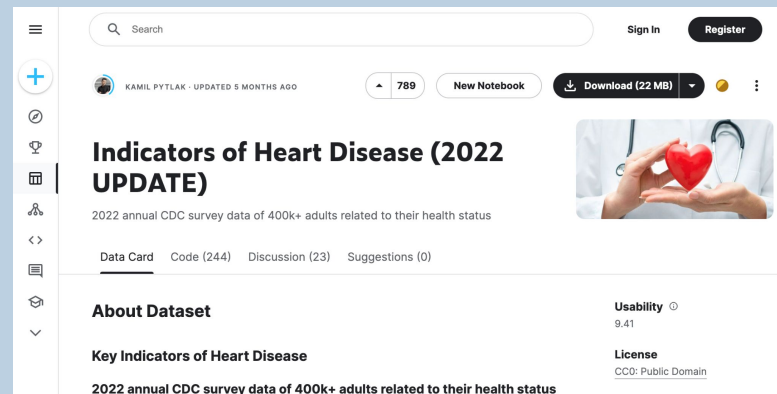 Search
Sign In
Register
KAMIL PYTLAK · UPDATED 5 MONTHS AGO
789
New Notebook
Download (22 MB)
Indicators of Heart Disease (2022
UPDATE)
2022 annual CDC survey data of 400k+ adults related to their health status
Data Card
Code (244)
Discussion (23)
Suggestions (0)
About Dataset
Usability
9.41
Key Indicators of Heart Disease
License
CC0: Public Domain
2022 annual CDC survey data of 400k+ adults related to their health status